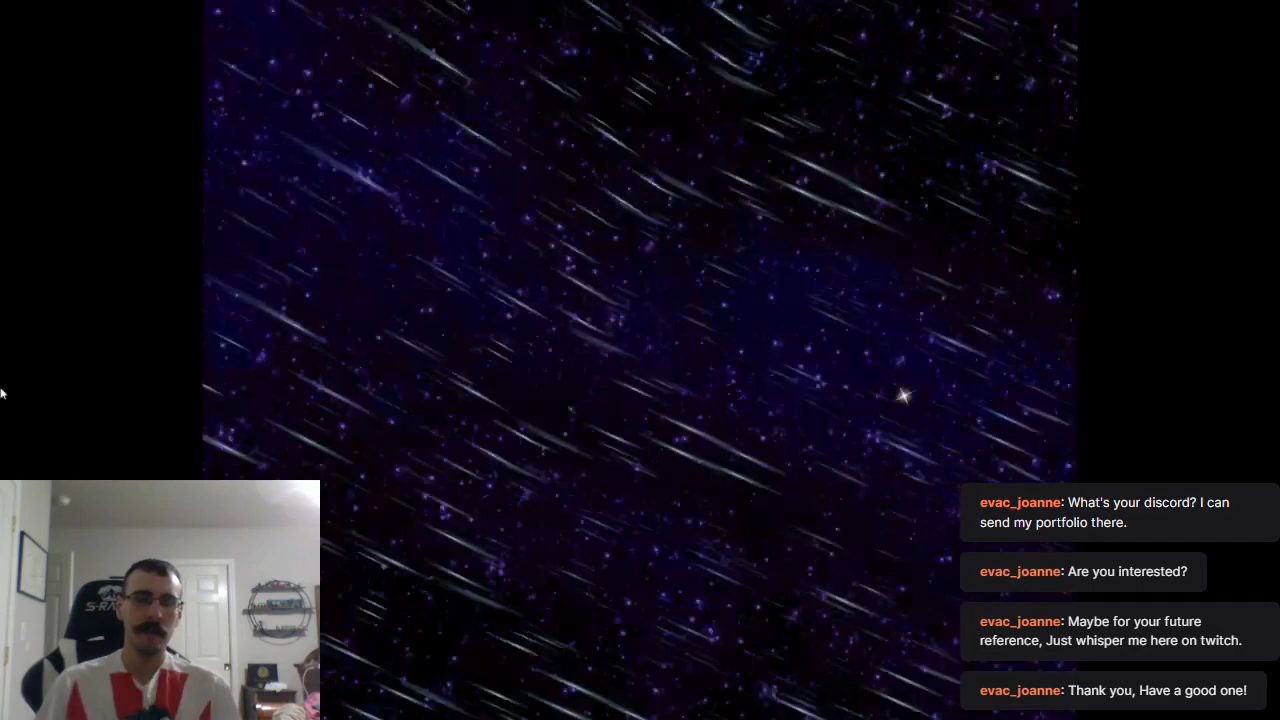 evac_joanne: What's your discord? I can
send my portfolio there.
evac_joanne: Are you interested?
evac_joanne: Maybe for your future
reference, Just whisper me here on twitch.
evac_joanne: Thank you, Have a good one!